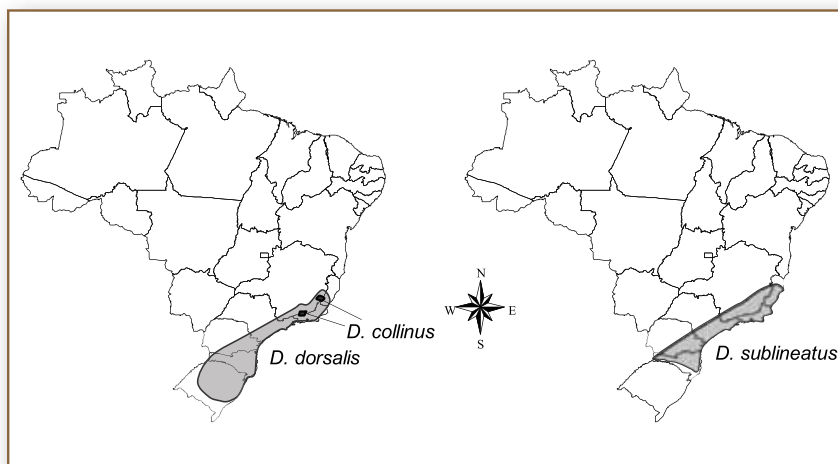 D. collinus
D. dorsalis
N
W E
S
D. sublineatus